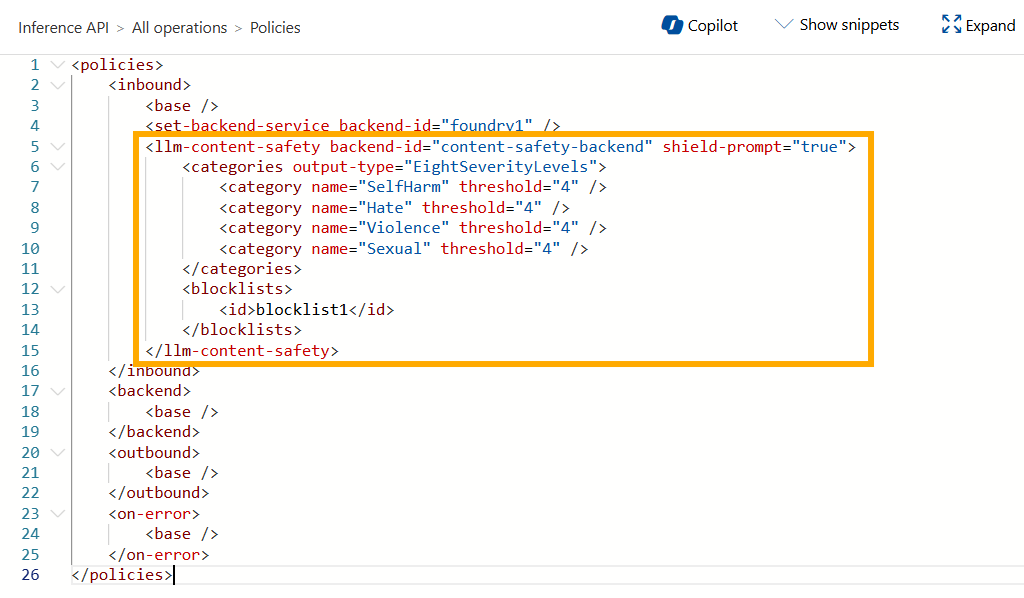 Inference API > All operations > Policies
Copilot
Show snippets
Expand
1 <policies>
2 <inbound>
3 <base />
4 <set-backend-service backend-id="foundry1" />
5 <llm-content-safety backend-id="content-safety-backend" shield-prompt="true">
6 <categories output-type="EightSeverityLevels">
7 <category name="SelfHarm" threshold="4" />
8 <category name="Hate" threshold="4" />
9 <category name="Violence" threshold="4" />
10 <category name="Sexual" threshold="4" />
11 </categories>
12 <blocklists>
13 <id>blocklist1</id>
14 </blocklists>
15 </llm-content-safety>
16 </inbound>
17 <backend>
18 <base />
19 </backend>
20 <outbound>
21 <base />
22 </outbound>
23 <on-error>
24 <base />
25 </on-error>
26 </policies>